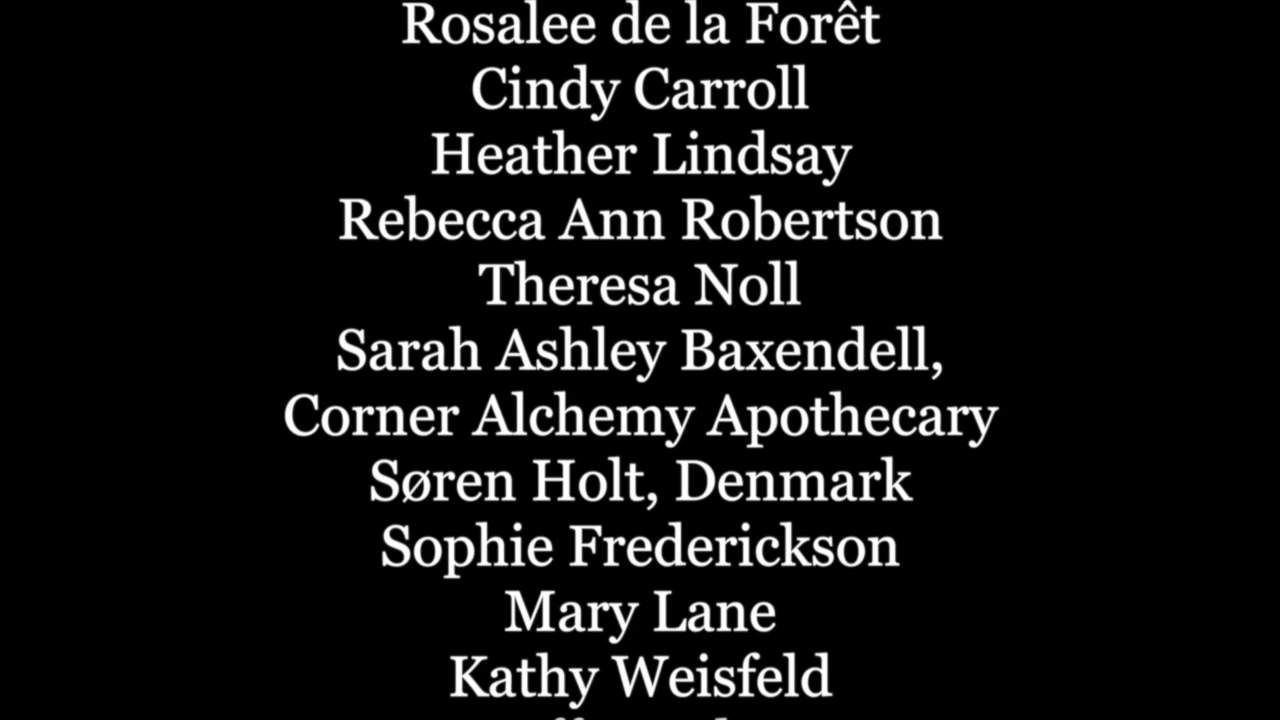 Rosalee de la Forêt
Cindy Carroll
Heather Lindsay
Rebecca Ann Robertson
Theresa Noll
Sarah Ashley Baxendell,
Corner Alchemy Apothecary
Søren Holt, Denmark
Sophie Frederickson
Mary Lane
Kathy Weisfeld